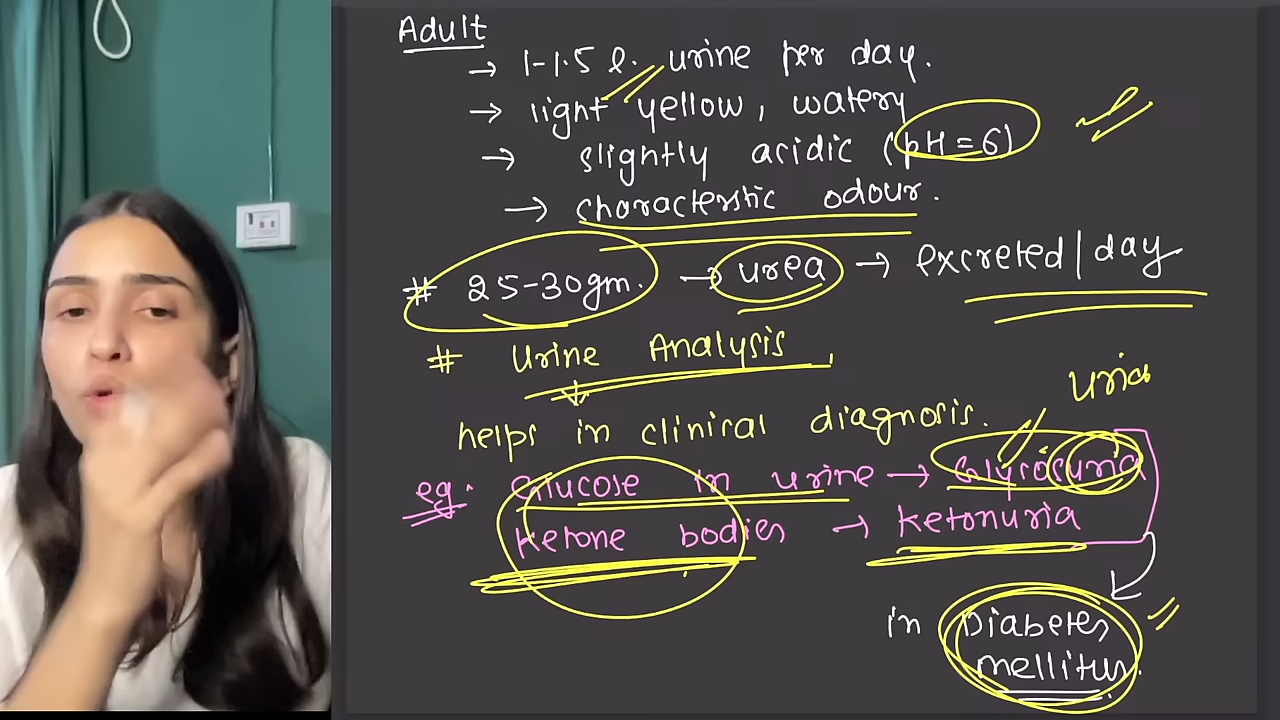 Adult
→ 1-1.5 l. urine per day.
→ light yellow, watery
→ slightly acidic (pH=6)
→ characteristic odour.
# 25-30gm. → urea → excreted/day
# Urine Analysis
uria
helps in clinical diagnosis.
eg. Glucose in urine → Glycosuria
Ketone bodies → Ketonuria
in Diabetes
mellitus.